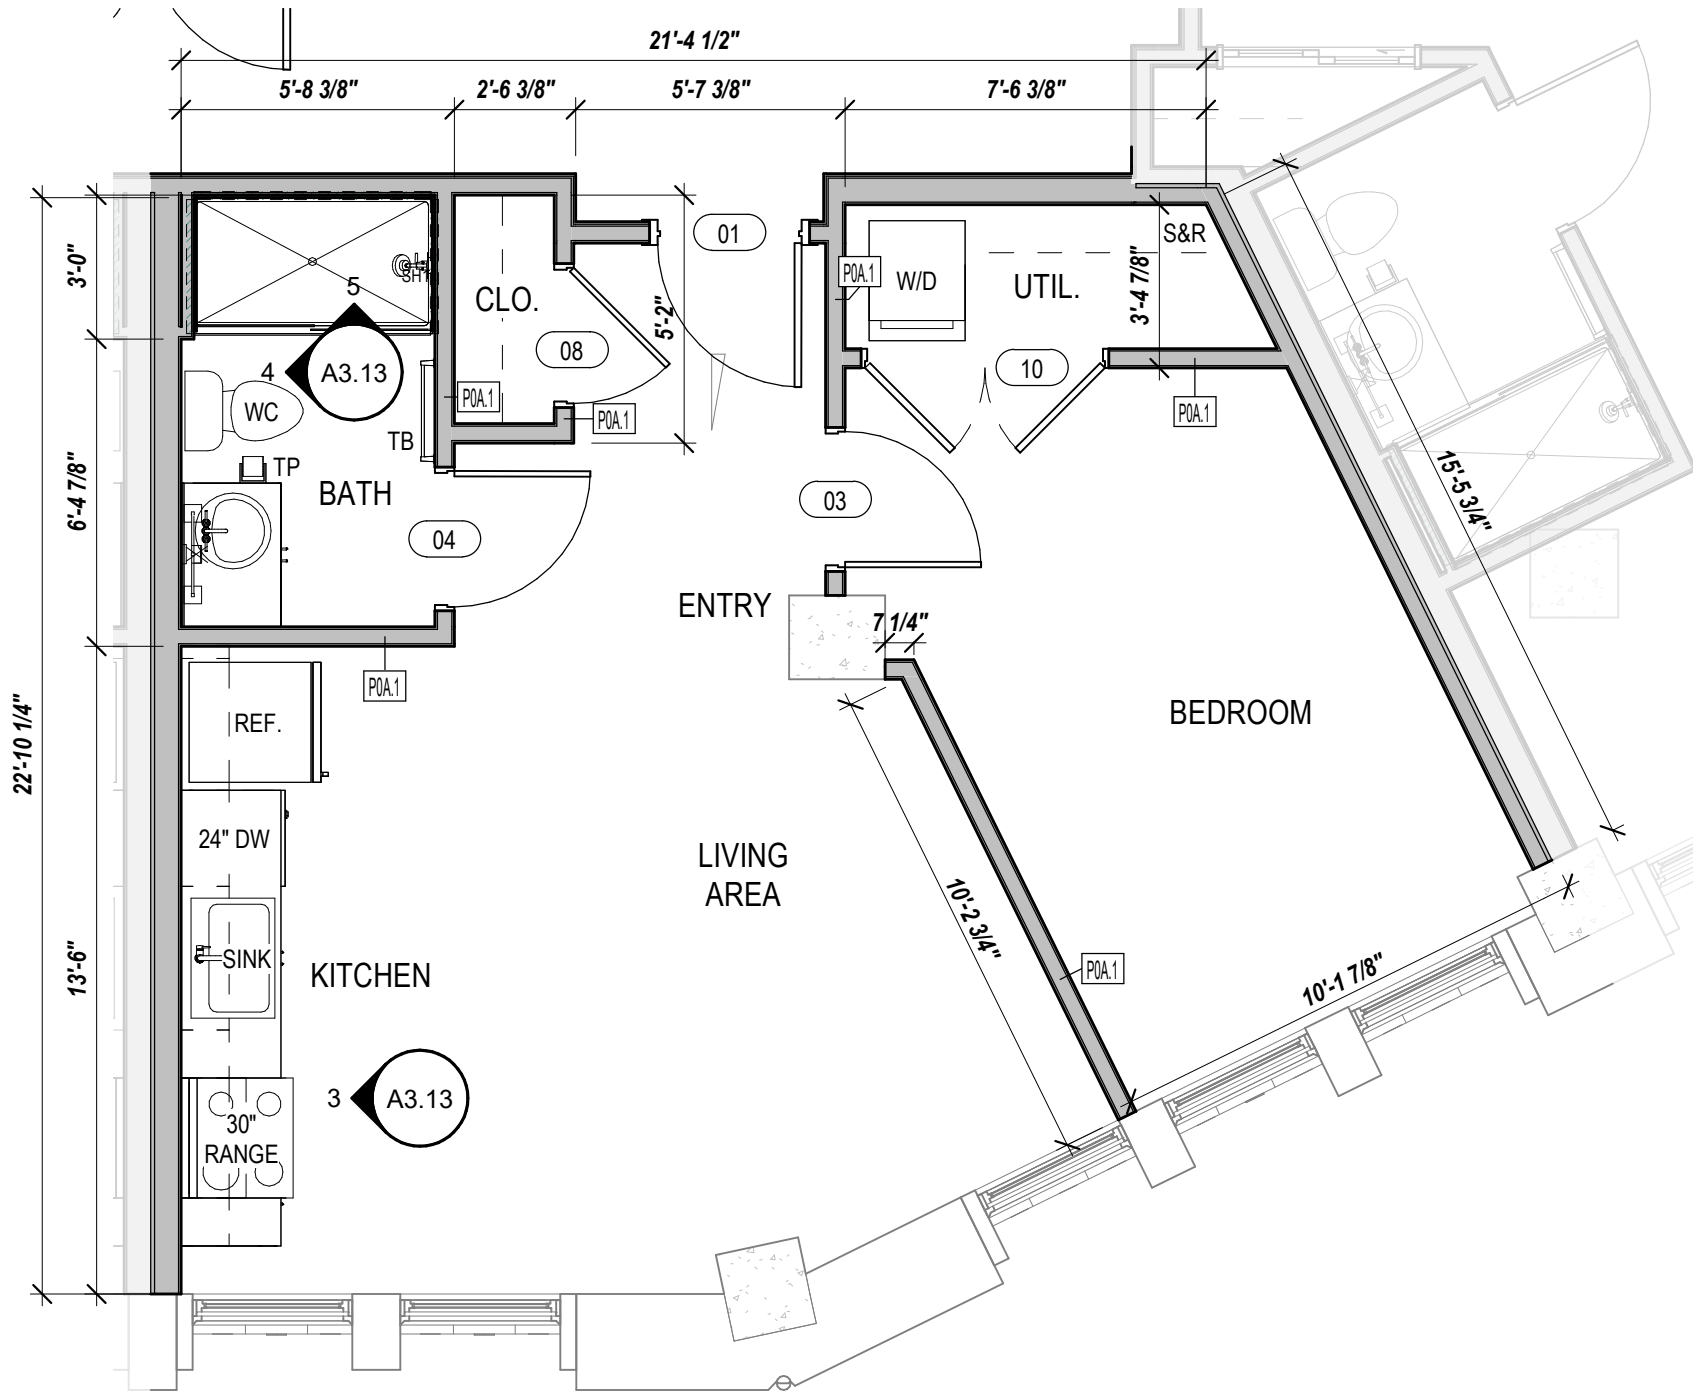 21'-4 1/2"
5'-8 3/8"
2'-6 3/8"
5'-7 3/8"
7'-6 3/8"
3'-0"
01
S&R
SH
5
CLO.
5'-2"
P0A.1
W/D
UTIL.
3'-4 7/8"
08
10
4
A3.13
WC
P0A.1
P0A.1
P0A.1
TB
TP
BATH
03
6'-4 7/8"
04
15'-5 3/4"
ENTRY
7 1/4"
P0A.1
REF.
BEDROOM
22'-10 1/4"
24" DW
LIVING
AREA
10'-2 3/4"
SINK
KITCHEN
13'-6"
P0A.1
10'-1 7/8"
3
A3.13
30"
RANGE